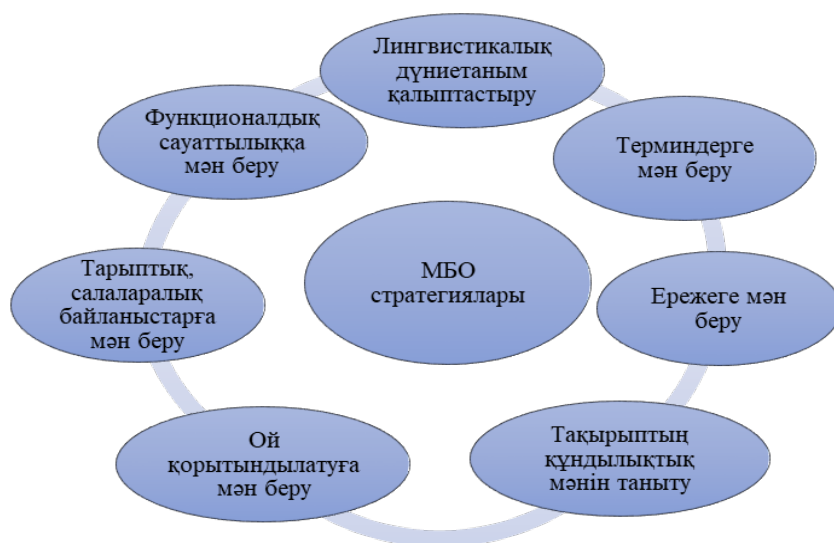 Лингвистикалық
дүниетаным
қалыптастыру
Функционалдық
сауаттылыққа
мән беру
Терминдерге
мән беру
МБО
стратегиялары
Тарыптық,
салаларалық
байланыстарға
мән беру
Ережеге мән
беру
Ой
қорытындылатуға
мән беру
Тақырыптың
құндылықтық
мәнін таныту